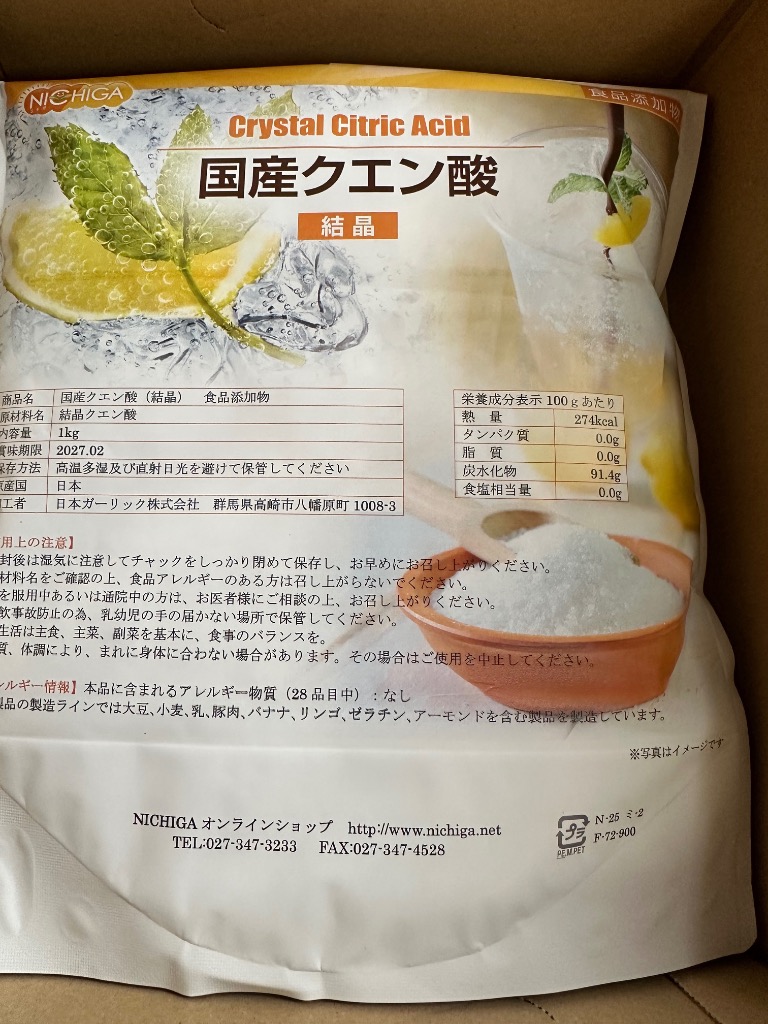 NICHIGA
食品添加物
Crystal Citric Acid
国産クエン酸
結晶
商品名 国産クエン酸（結晶） 食品添加物
原材料名 結晶クエン酸
内容量 1kg
賞味期限 2027.02
保存方法 高温多湿及び直射日光を避けて保管してください
原産国 日本
工者 日本ガーリック株式会社 群馬県高崎市八幡原町 1008-3
栄養成分表示 100gあたり
熱量 274kcal
タンパク質 0.0g
脂質 0.0g
炭水化物 91.4g
食塩相当量 0.0g
用上の注意】
封後は湿気に注意してチャックをしっかり閉めて保存し、お早めにお召し上がりください。
材料名をご確認の上、食品アレルギーのある方は召し上がらないでください。
を服用中あるいは通院中の方は、お医者様にご相談の上、お召し上がりください。
飲事故防止の為、乳幼児の手の届かない場所で保管してください。
生活は主食、主菜、副菜を基本に、食事のバランスを。
質、体調により、まれに身体に合わない場合があります。その場合はご使用を中止してください。
レルギー情報】本品に含まれるアレルギー物質（28品目中）：なし
製品の製造ラインでは大豆、小麦、乳、豚肉、バナナ、リンゴ、ゼラチン、アーモンドを含む製品を製造しています。
※写真はイメージです
NICHIGA オンラインショップ http://www.nichiga.net
TEL:027-347-3233 FAX:027-347-4528
プラ
PE,M,PET
N-25 ミ-2
F-72-900